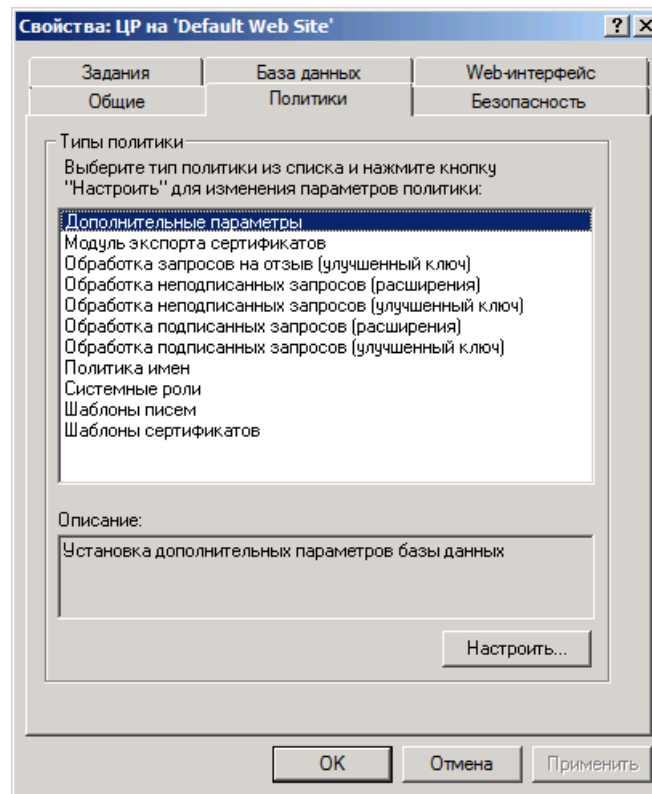 Свойства: ЦР на 'Default Web Site'
Задания База данных Web-интерфейс
Общие Политики Безопасность
Типы политики
Выберите тип политики из списка и нажмите кнопку
"Настроить" для изменения параметров политики:
Дополнительные параметры
Модуль экспорта сертификатов
Обработка запросов на отзыв (улучшенный ключ)
Обработка неподписанных запросов (расширения)
Обработка неподписанных запросов (улучшенный ключ)
Обработка подписанных запросов (расширения)
Обработка подписанных запросов (улучшенный ключ)
Политика имен
Системные роли
Шаблоны писем
Шаблоны сертификатов
Описание:
Установка дополнительных параметров базы данных
Настроить...
OK Отмена Применить